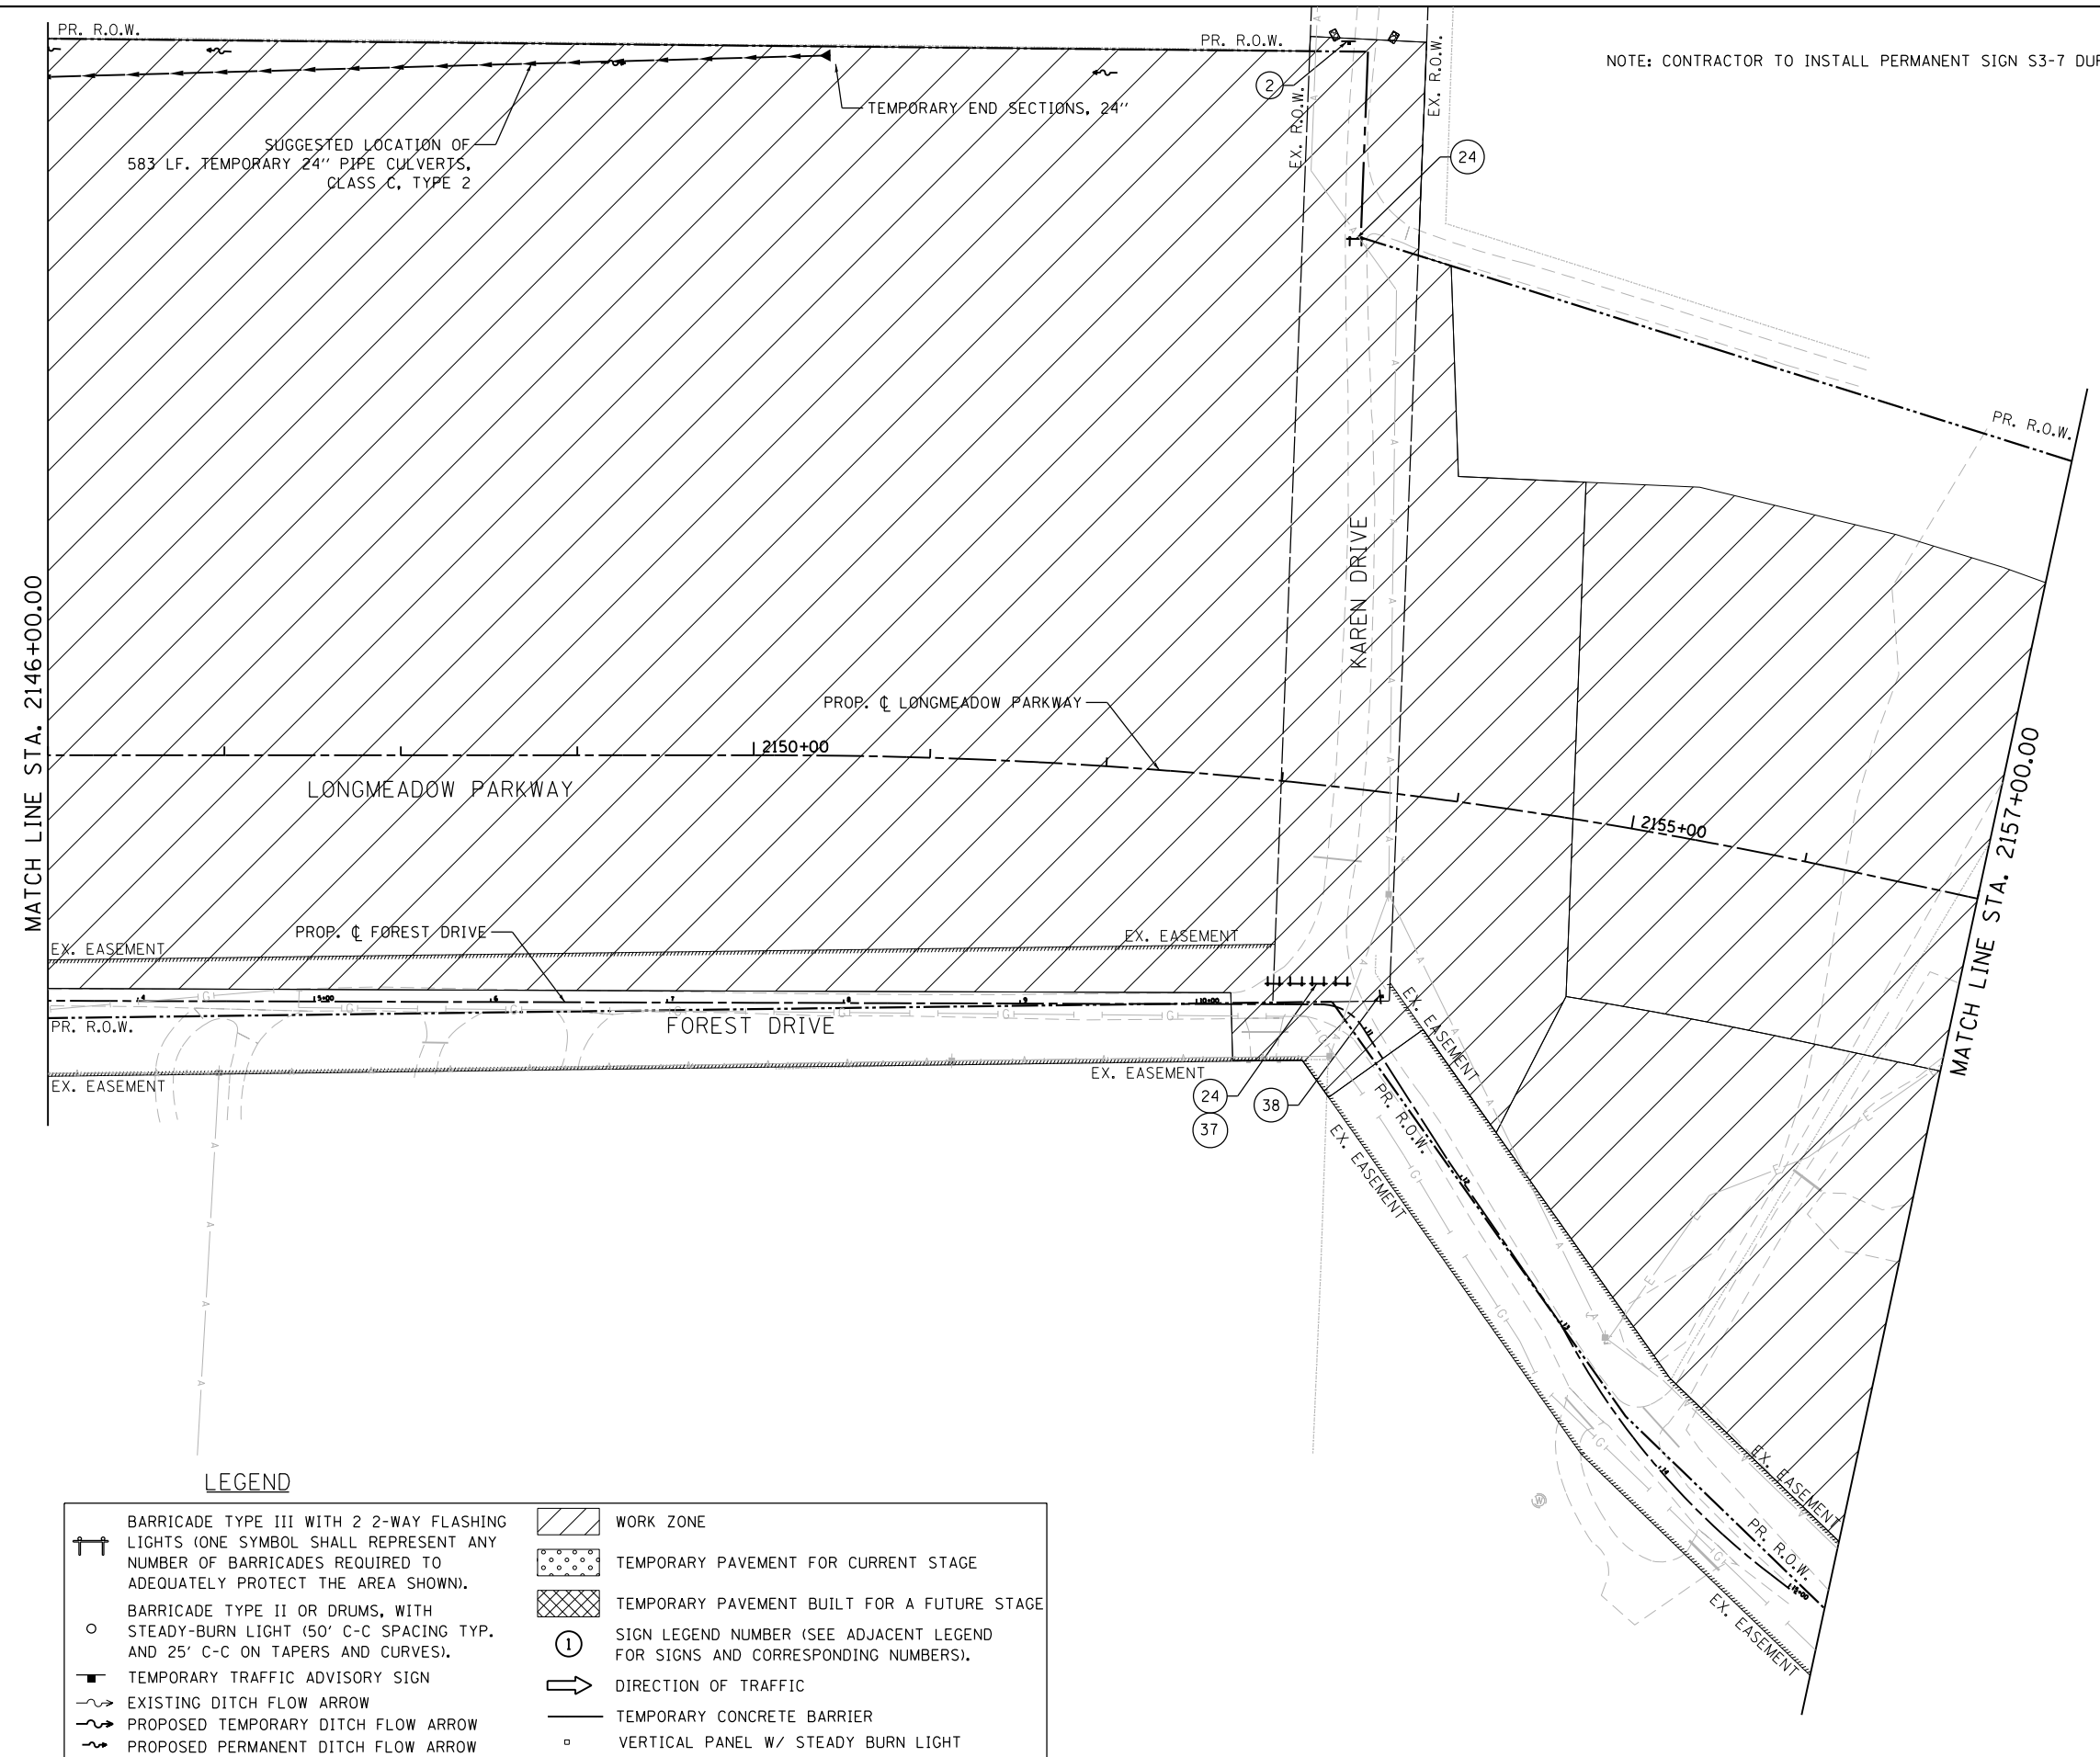 PR. R.O.W.
PR. R.O.W.
EX. R.O.W.
EX. R.O.W.
NOTE: CONTRACTOR TO INSTALL PERMANENT SIGN S3-7
2
TEMPORARY END SECTIONS, 24''
SUGGESTED LOCATION OF
583 LF. TEMPORARY 24'' PIPE CULVERTS,
CLASS C, TYPE 2
24
PR. R.O.W.
KAREN DRIVE
MATCH LINE STA. 2146+00.00
PROP. ℄ LONGMEADOW PARKWAY
2150+00
LONGMEADOW PARKWAY
2155+00
MATCH LINE STA. 2157+00.00
PROP. ℄ FOREST DRIVE
EX. EASEMENT
EX. EASEMENT
4
5+00
6
7
8
9
10+00
PR. R.O.W.
FOREST DRIVE
EX. EASEMENT
EX. EASEMENT
EX. EASEMENT
24
37
38
PR. R.O.W.
EX. EASEMENT
EX. EASEMENT
PR. R.O.W.
EX. EASEMENT
LEGEND
BARRICADE TYPE III WITH 2 2-WAY FLASHING
LIGHTS (ONE SYMBOL SHALL REPRESENT ANY
NUMBER OF BARRICADES REQUIRED TO
ADEQUATELY PROTECT THE AREA SHOWN).
BARRICADE TYPE II OR DRUMS, WITH
STEADY-BURN LIGHT (50' C-C SPACING TYP.
AND 25' C-C ON TAPERS AND CURVES).
TEMPORARY TRAFFIC ADVISORY SIGN
EXISTING DITCH FLOW ARROW
PROPOSED TEMPORARY DITCH FLOW ARROW
PROPOSED PERMANENT DITCH FLOW ARROW
WORK ZONE
TEMPORARY PAVEMENT FOR CURRENT STAGE
TEMPORARY PAVEMENT BUILT FOR A FUTURE STAGE
1
SIGN LEGEND NUMBER (SEE ADJACENT LEGEND
FOR SIGNS AND CORRESPONDING NUMBERS).
DIRECTION OF TRAFFIC
TEMPORARY CONCRETE BARRIER
VERTICAL PANEL W/ STEADY BURN LIGHT